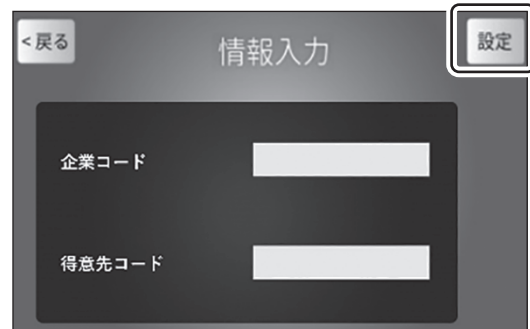 <戻る
情報入力
設定
企業コード
得意先コード